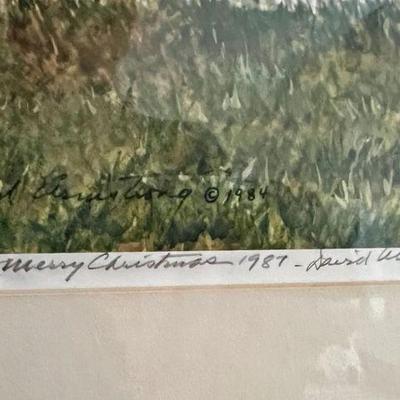 Armstrong © 1984
Merry Christmas 1987 - David